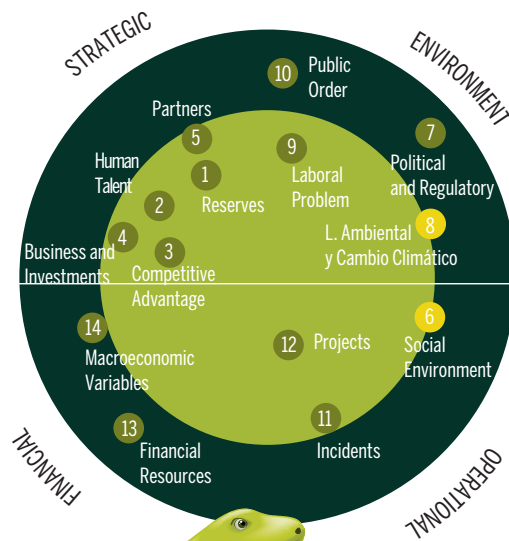 STRATEGIC
ENVIRONMENT
10
Public
Order
Partners
5
9
Laboral
Problem
7
Political
and Regulatory
Human
Talent
1
Reserves
2
8
L. Ambiental
y Cambio Climático
4
Business and
Investments
3
Competitive
Advantage
6
Social
Environment
14
Macroeconomic
Variables
12
Projects
11
Incidents
13
Financial
Resources
FINANCIAL
OPERATIONAL